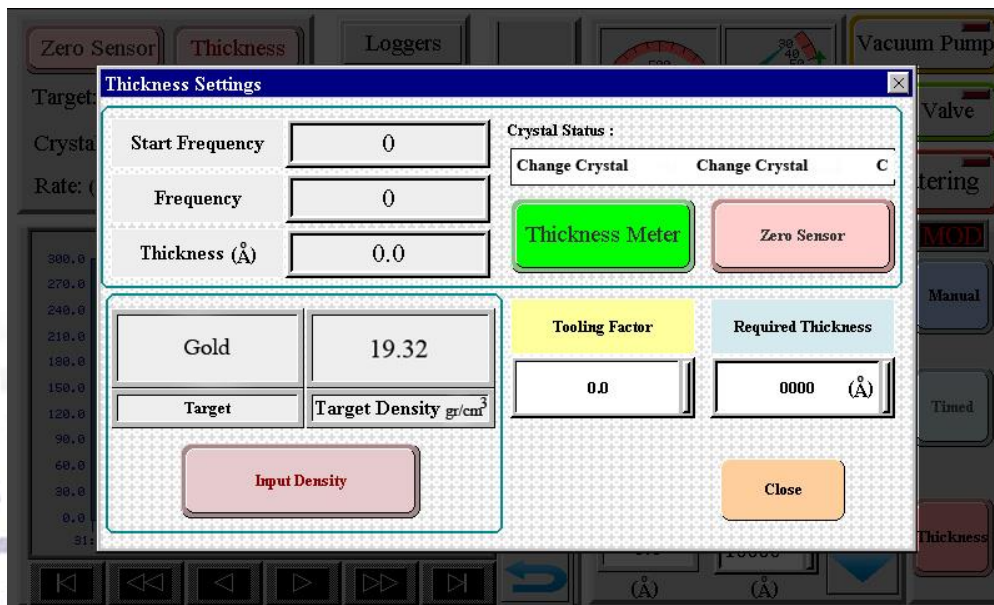 Zero Sensor
Thickness
Loggers
Vacuum Pump
Thickness Settings
Target:
Valve
Start Frequency
0
Crystal Status :
Crysta
Change Crystal Change Crystal C
Rate: (
tering
Frequency
0
Thickness Meter
Zero Sensor
Thickness (Å)
0.0
MOD
300.0
270.0
240.0
210.0
180.0
150.0
120.0
90.0
60.0
30.0
0.0
31:
Manual
Gold
19.32
Tooling Factor
Required Thickness
0.0
0000 (Å)
Target
Target Density gr/cm³
Timed
Input Density
Close
Thickness
10000
(Å)
(Å)